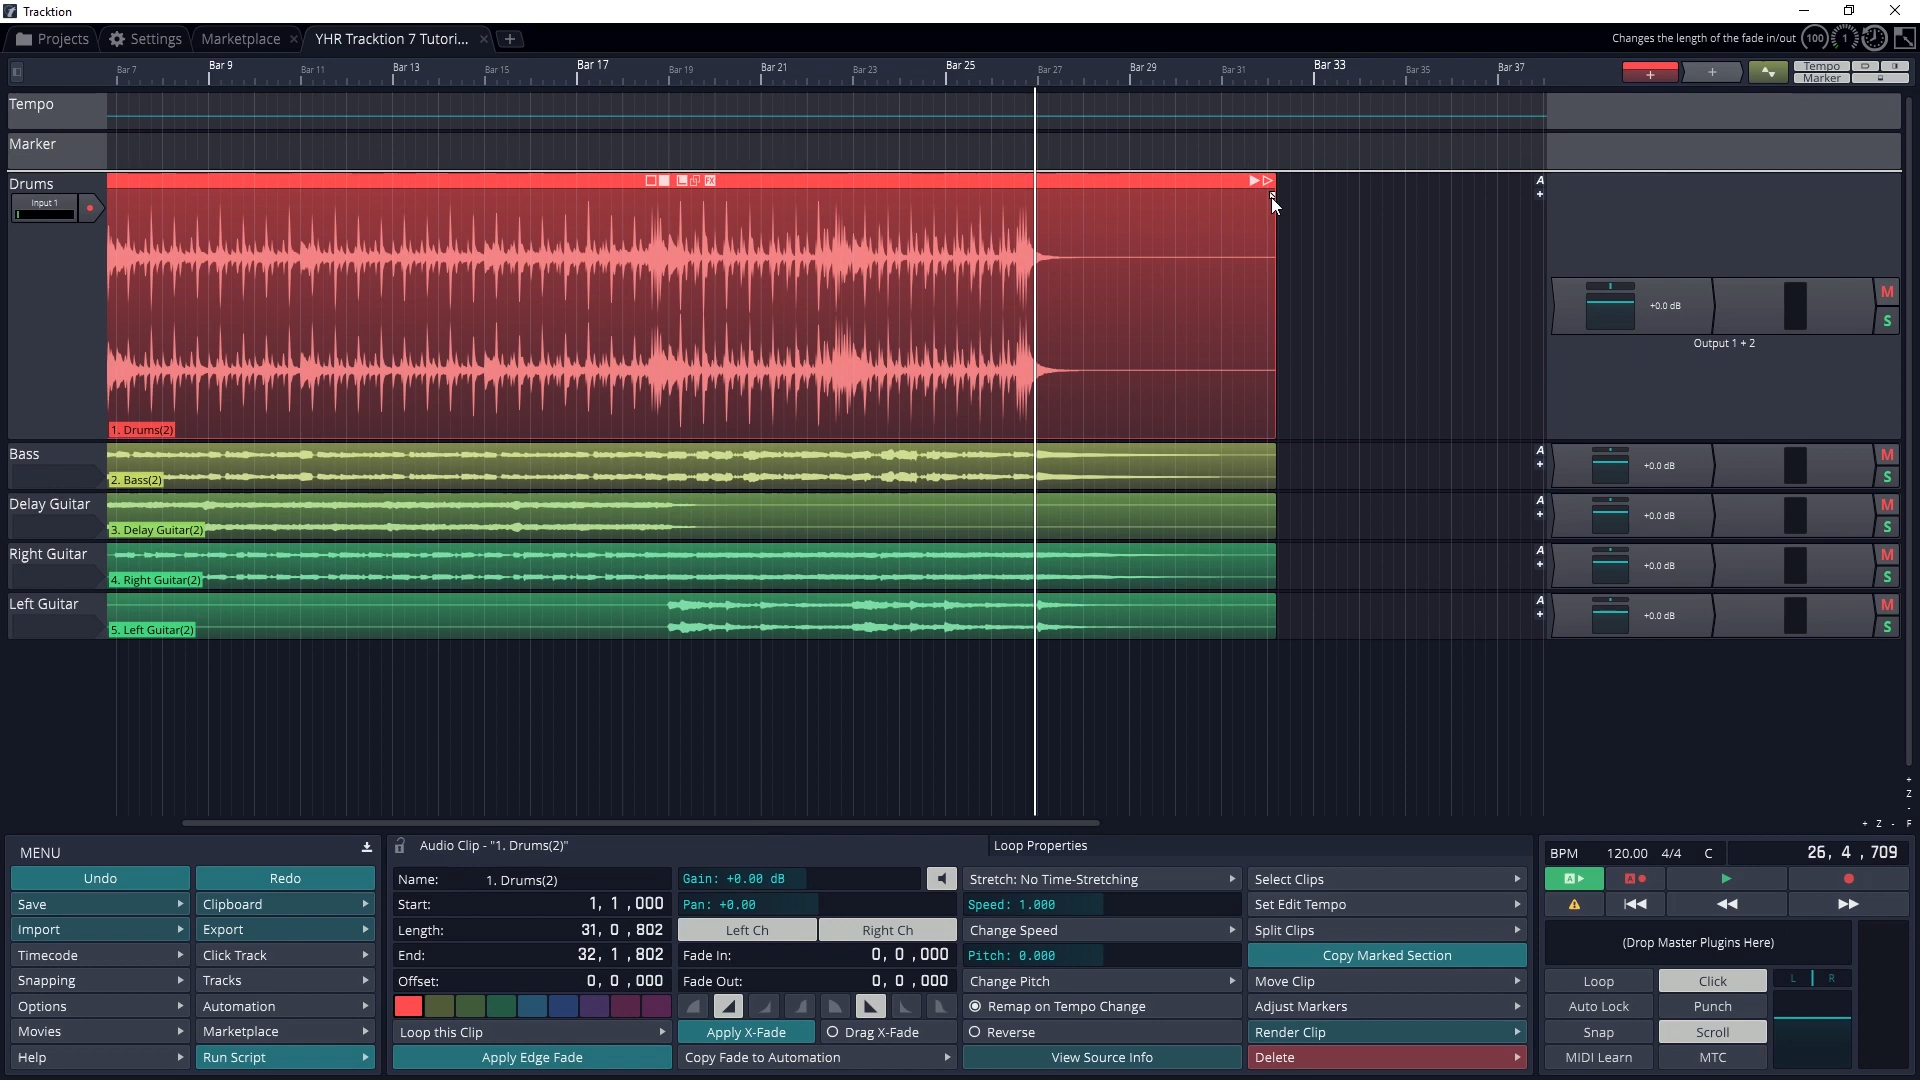 Tracktion
Projects
Settings
Marketplace
YHR Tracktion 7 Tutori...
Changes the length of the fade in/out
100
1
Bar 7
Bar 9
Bar 11
Bar 13
Bar 15
Bar 17
Bar 19
Bar 21
Bar 23
Bar 25
Bar 27
Bar 29
Bar 31
Bar 33
Bar 35
Bar 37
Tempo
Marker
Tempo
Marker
Drums
Input 1
FX
A
+
+0.0 dB
M
S
Output 1 + 2
1. Drums(2)
Bass
2. Bass(2)
A
+
+0.0 dB
M
S
Delay Guitar
3. Delay Guitar(2)
A
+
+0.0 dB
M
S
Right Guitar
4. Right Guitar(2)
A
+
+0.0 dB
M
S
Left Guitar
5. Left Guitar(2)
A
+
+0.0 dB
M
S
+
Z
-
+ Z - F
MENU
Undo
Redo
Save
Clipboard
Import
Export
Timecode
Click Track
Snapping
Tracks
Options
Automation
Movies
Marketplace
Help
Run Script
Audio Clip - "1. Drums(2)"
Loop Properties
Name: 1. Drums(2)
Start: 1, 1 ,000
Length: 31, 0 ,802
End: 32, 1 ,802
Offset: 0, 0 ,000
Loop this Clip
Apply Edge Fade
Gain: +0.00 dB
Pan: +0.00
Left Ch
Right Ch
Fade In: 0, 0 ,000
Fade Out: 0, 0 ,000
Apply X-Fade
Drag X-Fade
Copy Fade to Automation
Stretch: No Time-Stretching
Speed: 1.000
Change Speed
Pitch: 0.000
Change Pitch
Remap on Tempo Change
Reverse
View Source Info
Select Clips
Set Edit Tempo
Split Clips
Copy Marked Section
Move Clip
Adjust Markers
Render Clip
Delete
BPM 120.00 4/4 C 26, 4 ,709
A
A
(Drop Master Plugins Here)
Loop
Click
L
R
Auto Lock
Punch
Snap
Scroll
MIDI Learn
MTC